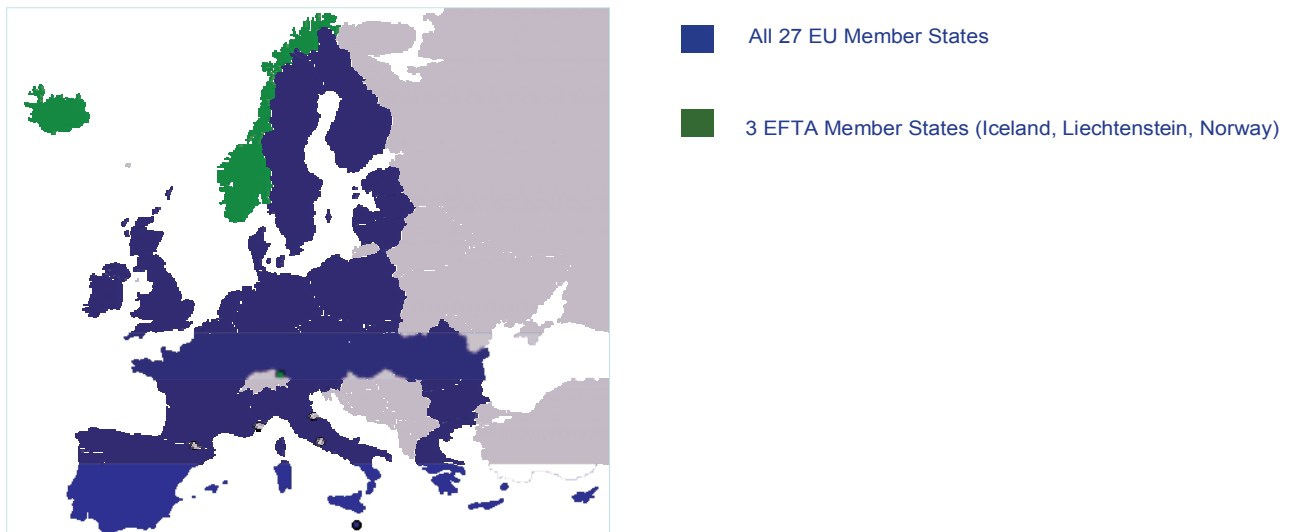 All 27 EU Member States
3 EFTA Member States (Iceland, Liechtenstein, Norway)